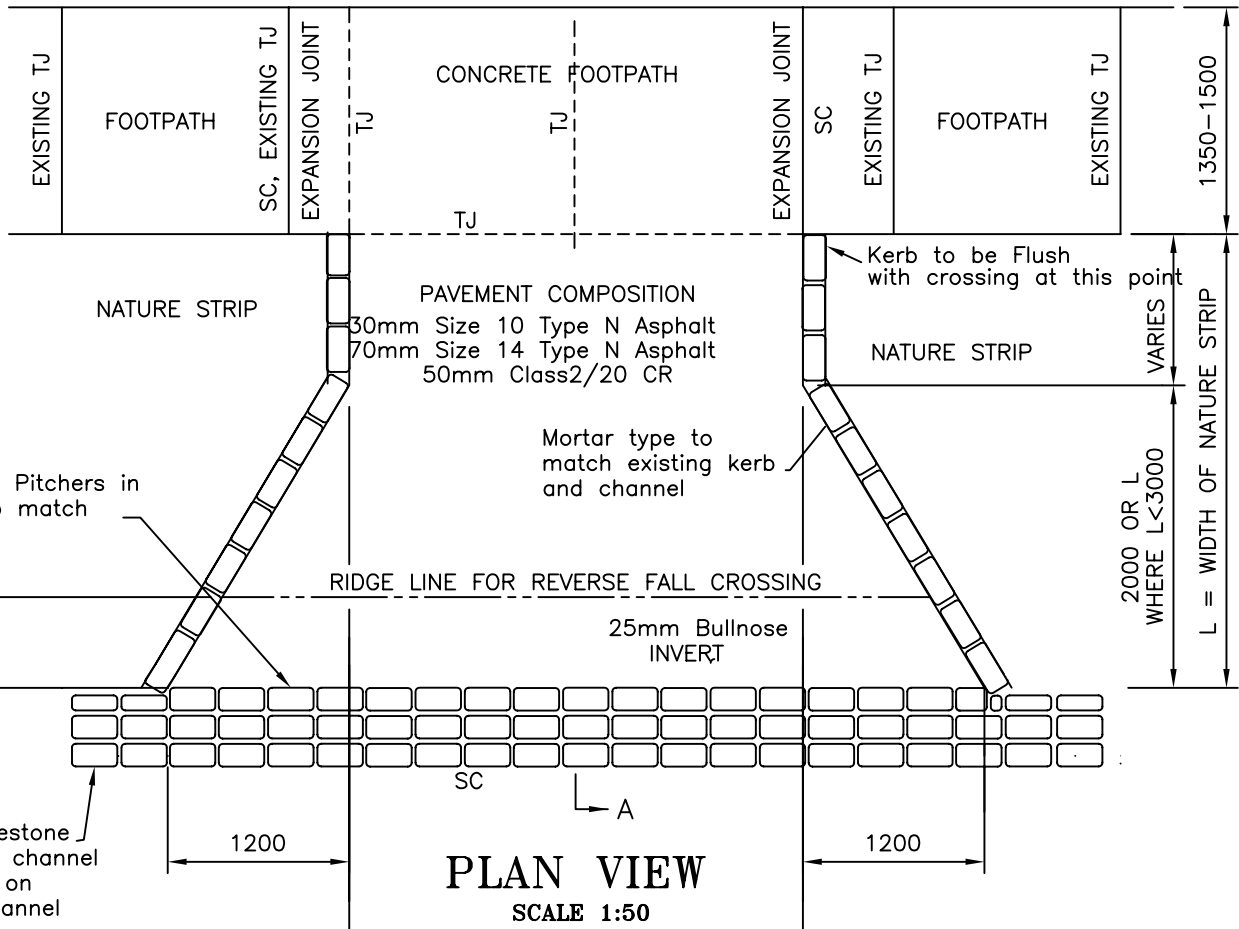 EXISTING TJ
FOOTPATH
SC, EXISTING TJ
EXPANSION JOINT
TJ
CONCRETE FOOTPATH
TJ
EXPANSION JOINT
SC
EXISTING TJ
FOOTPATH
EXISTING TJ
1350-1500
TJ
Kerb to be Flush
with crossing at this point
NATURE STRIP
PAVEMENT COMPOSITION
30mm Size 10 Type N Asphalt
70mm Size 14 Type N Asphalt
50mm Class2/20 CR
NATURE STRIP
VARIES
L = WIDTH OF NATURE STRIP
Mortar type to
match existing kerb
and channel
Pitchers in
match
2000 OR L
WHERE L<3000
RIDGE LINE FOR REVERSE FALL CROSSING
25mm Bullnose
INVERT
SC
A
estone
channel
on
annel
1200
1200
PLAN VIEW
SCALE 1:50